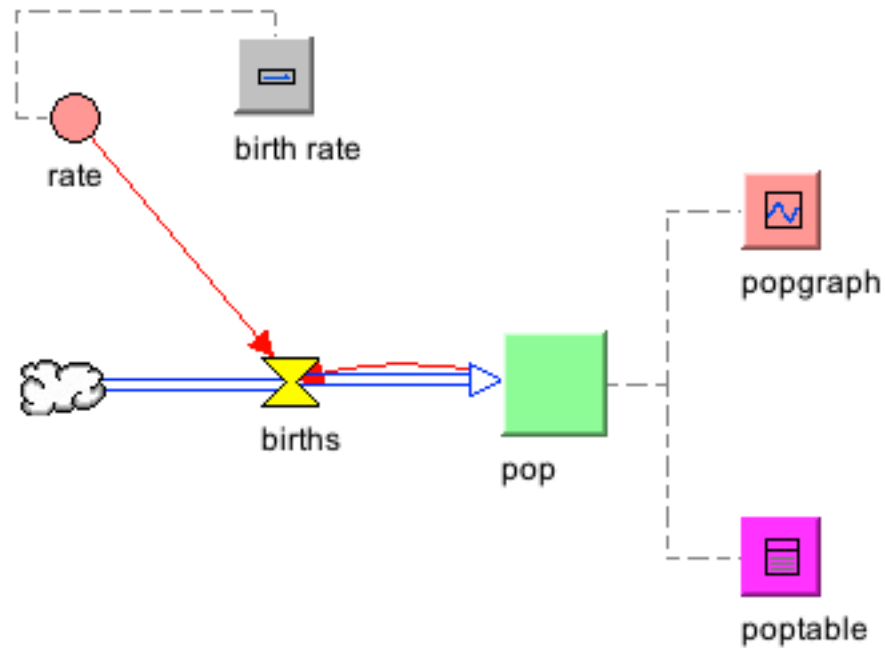 birth rate
rate
popgraph
births
pop
poptable